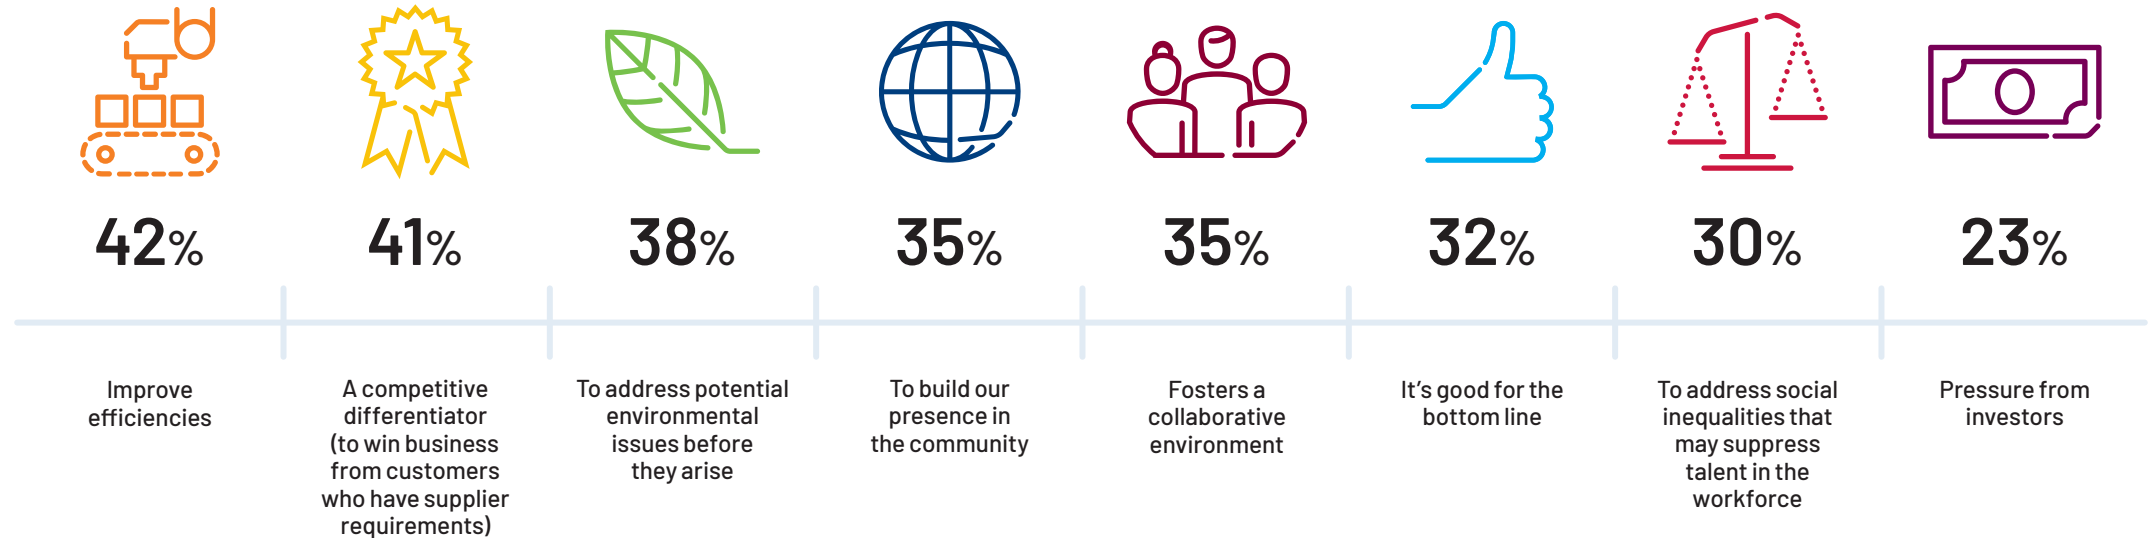 42%
41%
38%
35%
35%
32%
30%
23%
Improve
efficiencies
A competitive
differentiator
(to win business
from customers
who have supplier
requirements)
To address potential
environmental
issues before
they arise
To build our
presence in
the community
Fosters a
collaborative
environment
It’s good for the
bottom line
To address social
inequalities that
may suppress
talent in the
workforce
Pressure from
investors